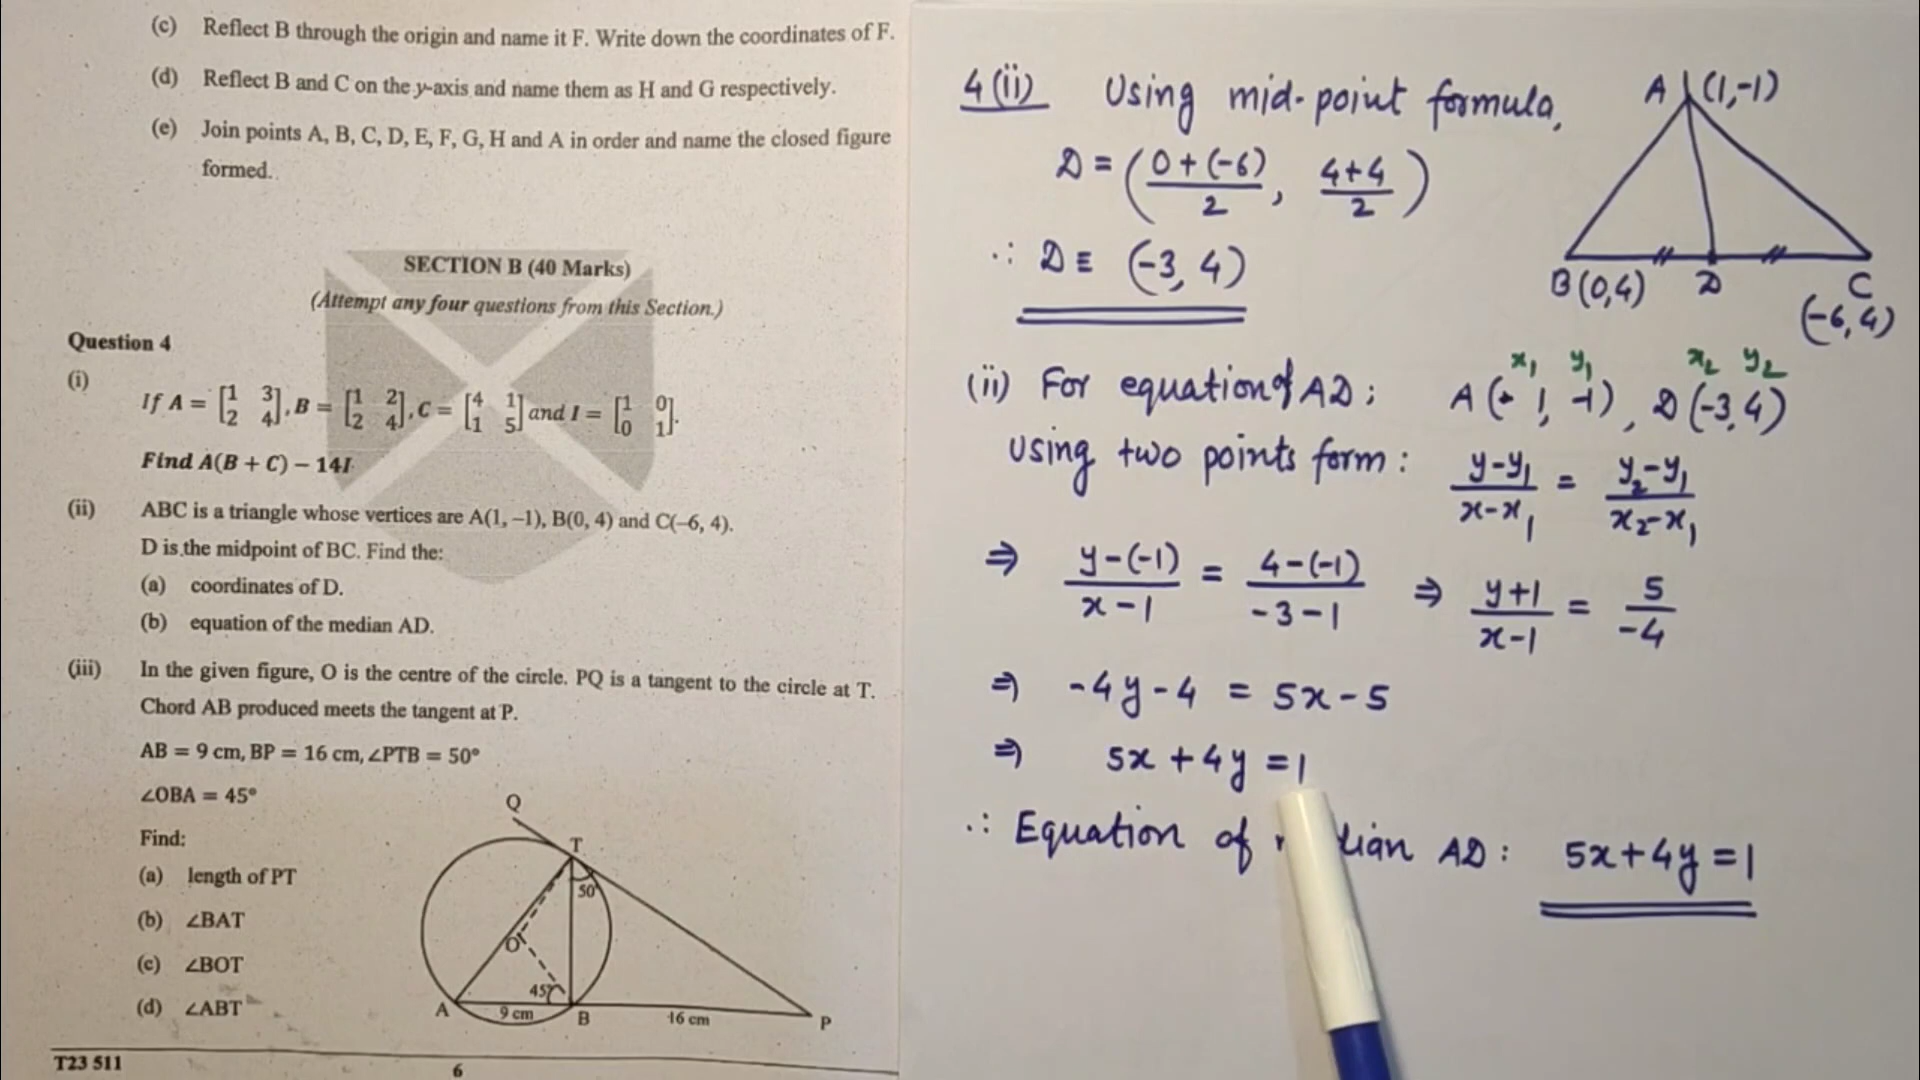 (c) Reflect B through the origin and name it F. Write down the coordinates of F.
(d) Reflect B and C on the y-axis and name them as H and G respectively.
(e) Join points A, B, C, D, E, F, G, H and A in order and name the closed figure
formed.
SECTION B (40 Marks)
(Attempt any four questions from this Section.)
Question 4
(i) If A = [1 3 2 4], B = [1 2 2 4], C = [4 1 1 5] and I = [1 0 0 1].
Find A(B + C) – 14I
(ii) ABC is a triangle whose vertices are A(1, –1), B(0, 4) and C(–6, 4).
D is the midpoint of BC. Find the:
(a) coordinates of D.
(b) equation of the median AD.
(iii) In the given figure, O is the centre of the circle. PQ is a tangent to the circle at T.
Chord AB produced meets the tangent at P.
AB = 9 cm, BP = 16 cm, ∠PTB = 50°
∠OBA = 45°
Find:
(a) length of PT
(b) ∠BAT
(c) ∠BOT
(d) ∠ABT
Q
T
50°
O
45°
A
9 cm
B
16 cm
P
T23 511
6
4(ii) Using mid-point formula,
D = (0+(-6)/2, 4+4/2)
∴ D ≡ (-3, 4)
A (1,-1)
B(0,4) D C
(-6,4)
x₁ y₁ x₂ y₂
(ii) For equation of AD: A(1, -1), D(-3,4)
Using two points form: y-y₁/x-x₁ = y₂-y₁/x₂-x₁
⇒ y-(-1)/x-1 = 4-(-1)/-3-1 ⇒ y+1/x-1 = 5/-4
⇒ -4y-4 = 5x-5
⇒ 5x+4y=1
∴ Equation of AD: 5x+4y=1